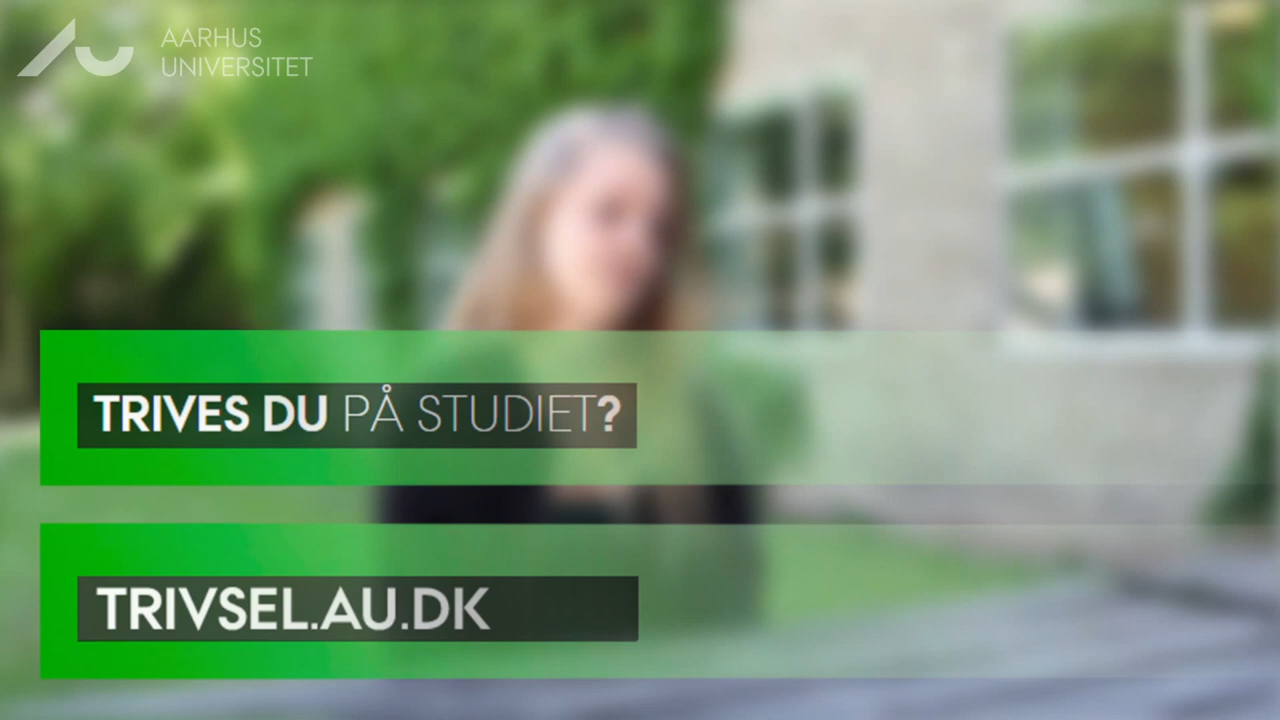 AARHUS
UNIVERSITET
TRIVES DU PÅ STUDIET?
TRIVSEL.AU.DK